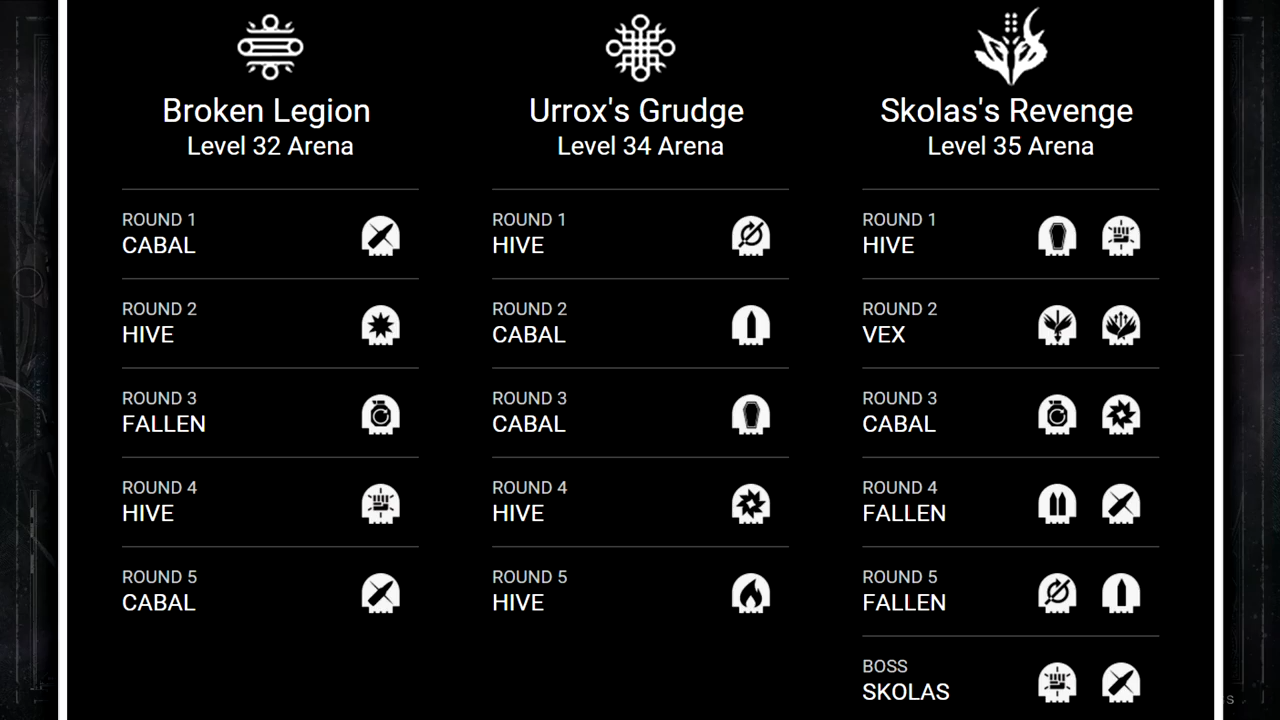 Broken Legion
Level 32 Arena
ROUND 1
CABAL
ROUND 2
HIVE
ROUND 3
FALLEN
ROUND 4
HIVE
ROUND 5
CABAL
Urrox's Grudge
Level 34 Arena
ROUND 1
HIVE
ROUND 2
CABAL
ROUND 3
CABAL
ROUND 4
HIVE
ROUND 5
HIVE
Skolas's Revenge
Level 35 Arena
ROUND 1
HIVE
ROUND 2
VEX
ROUND 3
CABAL
ROUND 4
FALLEN
ROUND 5
FALLEN
BOSS
SKOLAS